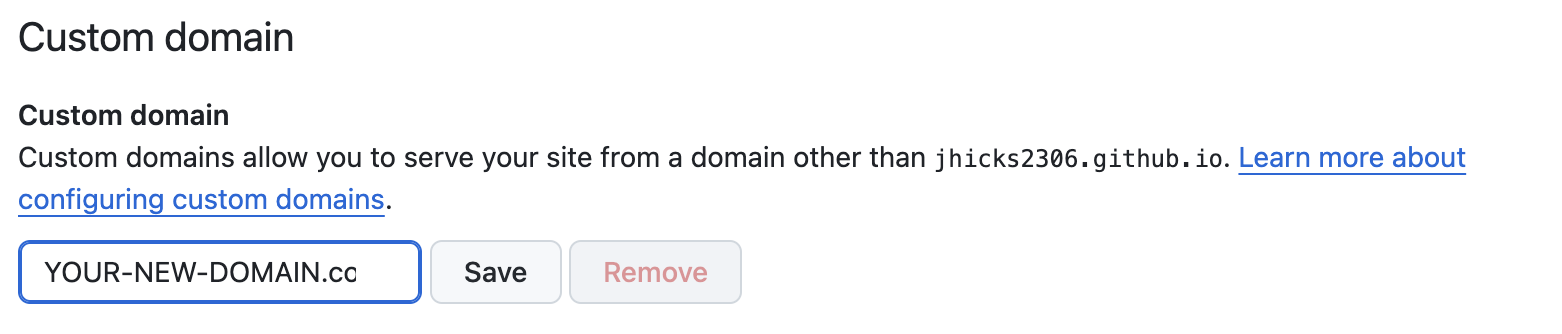 Custom domain
Custom domain
Custom domains allow you to serve your site from a domain other than jhicks2306.github.io. Learn more about
configuring custom domains.
YOUR-NEW-DOMAIN.co Save Remove